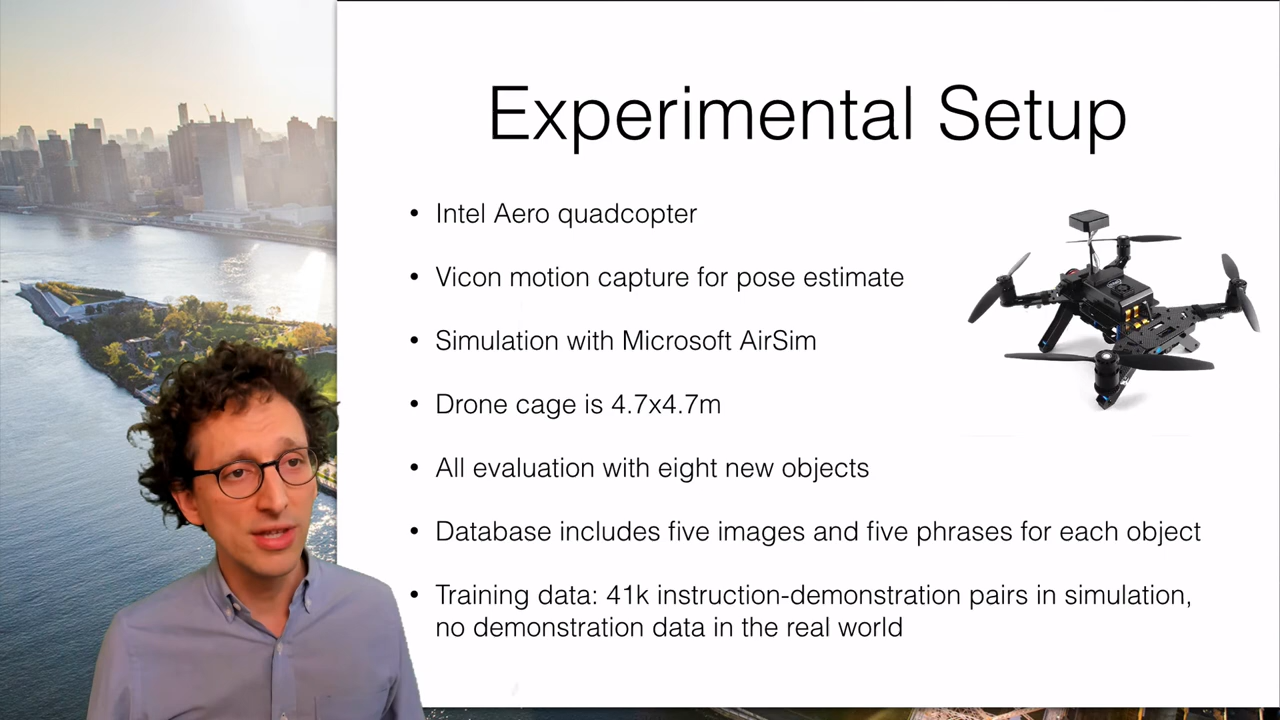 Experimental Setup
• Intel Aero quadcopter
• Vicon motion capture for pose estimate
• Simulation with Microsoft AirSim
• Drone cage is 4.7x4.7m
• All evaluation with eight new objects
• Database includes five images and five phrases for each object
• Training data: 41k instruction-demonstration pairs in simulation,
no demonstration data in the real world